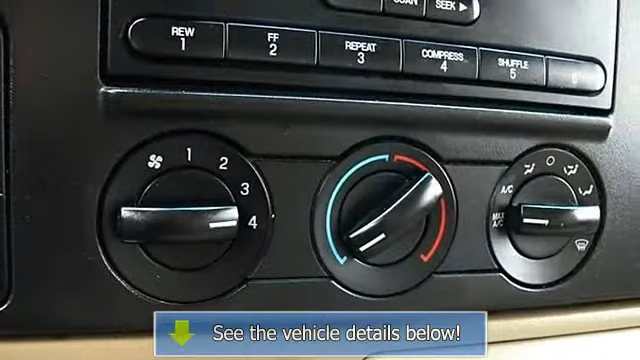 SCAN
SEEK ▶
REW
1
FF
2
REPEAT
3
COMPRESS
4
SHUFFLE
5
6
1
2
3
4
A/C
MAX
A/C
See the vehicle details below!